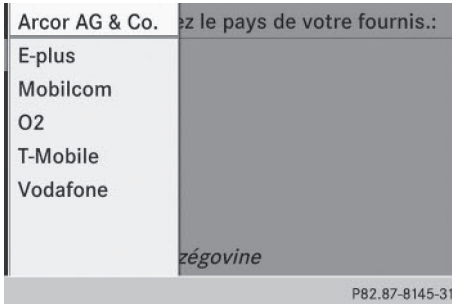 Arcor AG & Co. ez le pays de votre fournis.:
E-plus
Mobilcom
O2
T-Mobile
Vodafone
zégovine
P82.87-8145-31